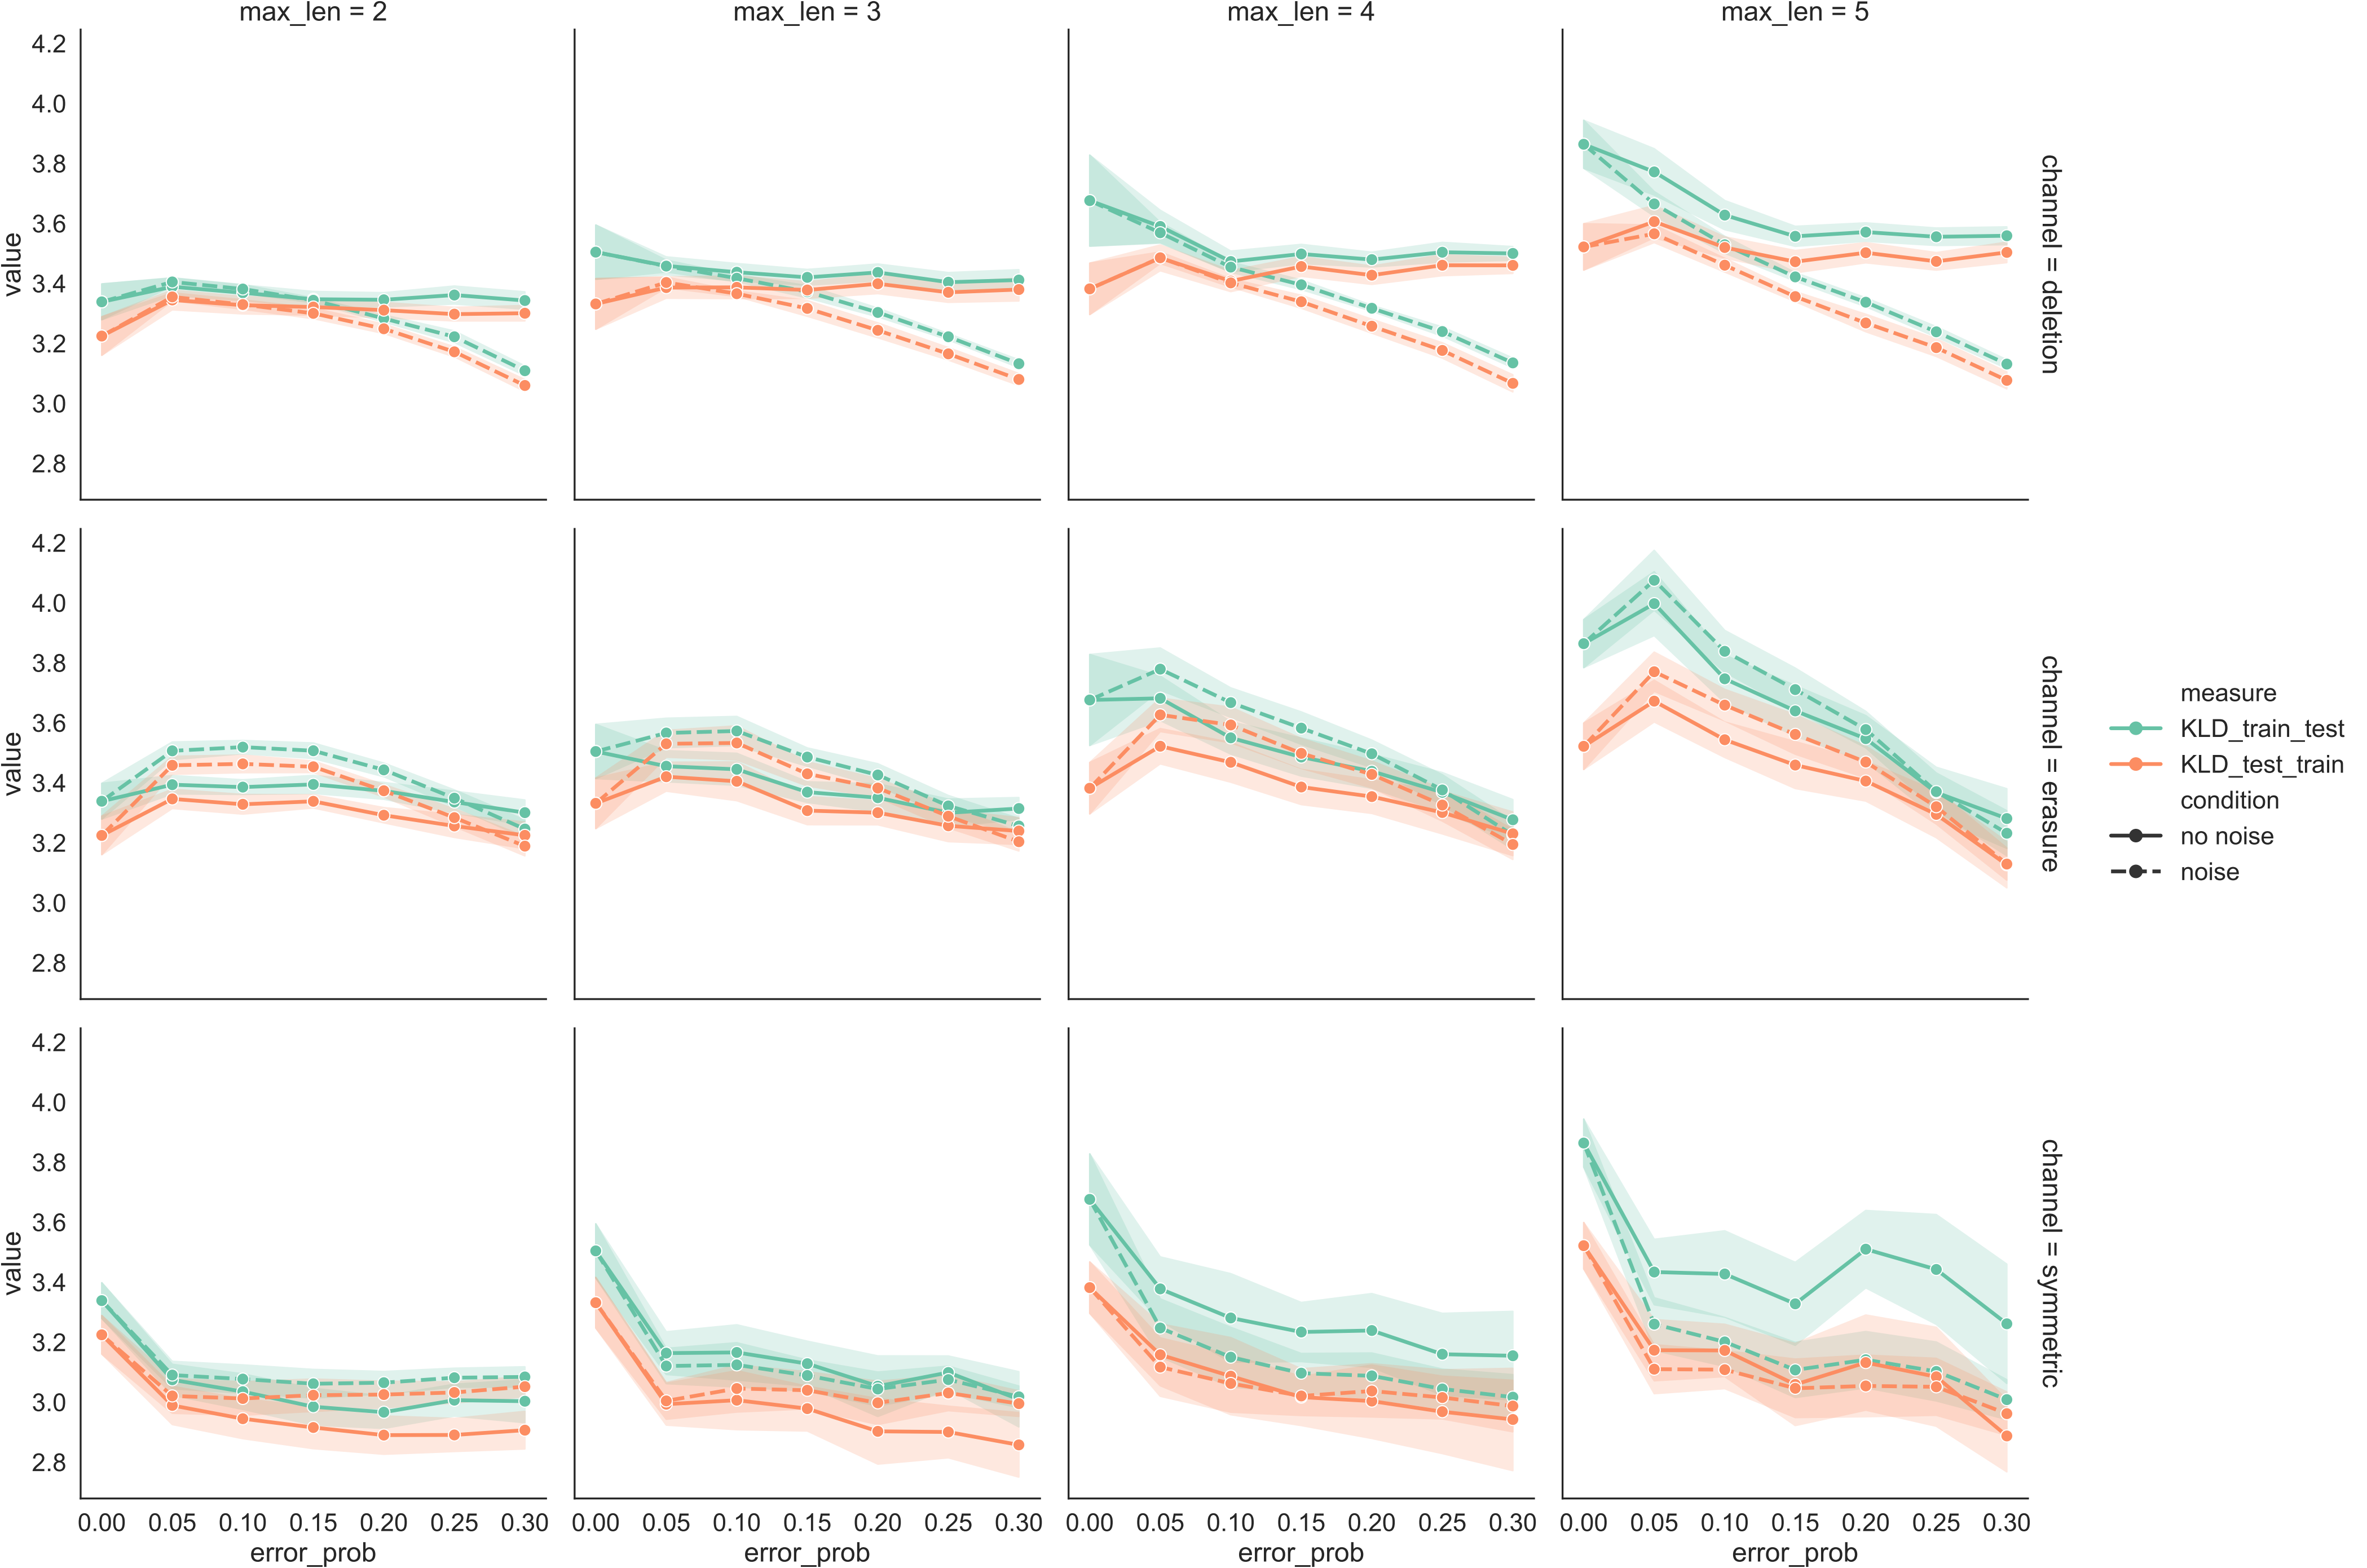 max_len = 2
max_len = 3
max_len = 4
max_len = 5
4.2
4.0
3.8
3.6
3.4
3.2
3.0
2.8
value
channel = deletion
4.2
4.0
3.8
3.6
3.4
3.2
3.0
2.8
value
channel = erasure
measure
KLD_train_test
KLD_test_train
condition
no noise
noise
4.2
4.0
3.8
3.6
3.4
3.2
3.0
2.8
value
channel = symmetric
0.00 0.05 0.10 0.15 0.20 0.25 0.30
0.00 0.05 0.10 0.15 0.20 0.25 0.30
0.00 0.05 0.10 0.15 0.20 0.25 0.30
0.00 0.05 0.10 0.15 0.20 0.25 0.30
error_prob
error_prob
error_prob
error_prob